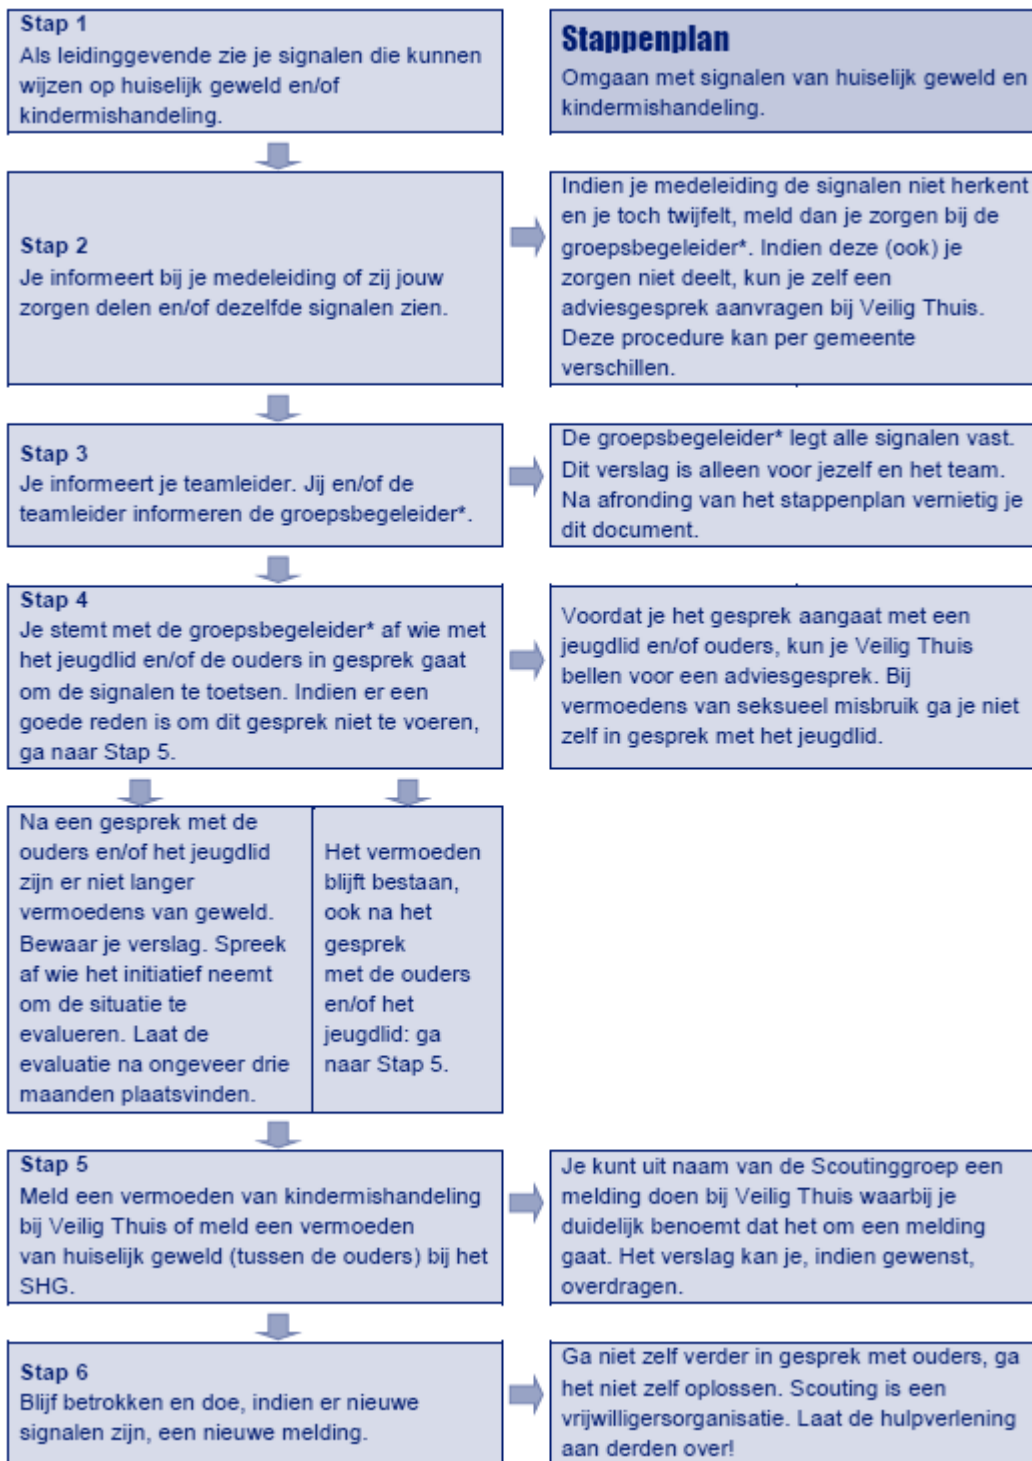 Stap 1
Als leidinggevende zie je signalen die kunnen
wijzen op huiselijk geweld en/of
kindermishandeling.
Stappenplan
Omgaan met signalen van huiselijk geweld en
kindermishandeling.
Stap 2
Je informeert bij je medeleiding of zij jouw
zorgen delen en/of dezelfde signalen zien.
Indien je medeleiding de signalen niet herkent
en je toch twijfelt, meld dan je zorgen bij de
groepsbegeleider*. Indien deze (ook) je
zorgen niet deelt, kun je zelf een
adviesgesprek aanvragen bij Veilig Thuis.
Deze procedure kan per gemeente
verschillen.
Stap 3
Je informeert je teamleider. Jij en/of de
teamleider informeren de groepsbegeleider*.
De groepsbegeleider* legt alle signalen vast.
Dit verslag is alleen voor jezelf en het team.
Na afronding van het stappenplan vernietig je
dit document.
Stap 4
Je stemt met de groepsbegeleider* af wie met
het jeugdlid en/of de ouders in gesprek gaat
om de signalen te toetsen. Indien er een
goede reden is om dit gesprek niet te voeren,
ga naar Stap 5.
Voordat je het gesprek aangaat met een
jeugdlid en/of ouders, kun je Veilig Thuis
bellen voor een adviesgesprek. Bij
vermoedens van seksueel misbruik ga je niet
zelf in gesprek met het jeugdlid.
Na een gesprek met de
ouders en/of het jeugdlid
zijn er niet langer
vermoedens van geweld.
Bewaar je verslag. Spreek
af wie het initiatief neemt
om de situatie te
evalueren. Laat de
evaluatie na ongeveer drie
maanden plaatsvinden.
Het vermoeden
blijft bestaan,
ook na het
gesprek
met de ouders
en/of het
jeugdlid: ga
naar Stap 5.
Stap 5
Meld een vermoeden van kindermishandeling
bij Veilig Thuis of meld een vermoeden
van huiselijk geweld (tussen de ouders) bij het
SHG.
Je kunt uit naam van de Scoutinggroep een
melding doen bij Veilig Thuis waarbij je
duidelijk benoemt dat het om een melding
gaat. Het verslag kan je, indien gewenst,
overdragen.
Stap 6
Blijf betrokken en doe, indien er nieuwe
signalen zijn, een nieuwe melding.
Ga niet zelf verder in gesprek met ouders, ga
het niet zelf oplossen. Scouting is een
vrijwilligersorganisatie. Laat de hulpverlening
aan derden over!